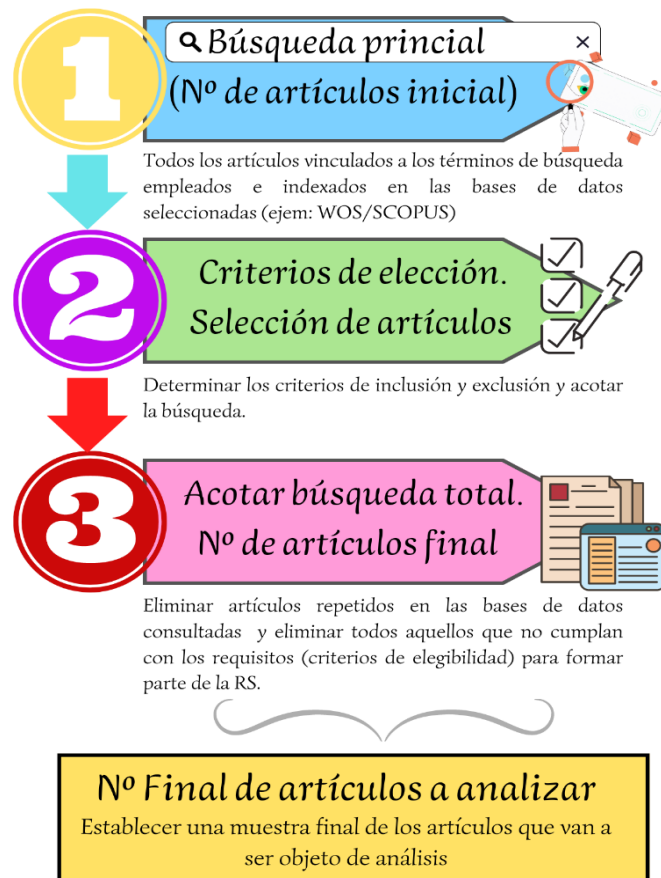 1
Búsqueda princial
(Nº de artículos inicial)
Todos los artículos vinculados a los términos de búsqueda
empleados e indexados en las bases de datos
seleccionadas (ejem: WOS/SCOPUS)
2
Criterios de elección.
Selección de artículos
Determinar los criterios de inclusión y exclusión y acotar
la búsqueda.
3
Acotar búsqueda total.
Nº de artículos final
Eliminar artículos repetidos en las bases de datos
consultadas y eliminar todos aquellos que no cumplan
con los requisitos (criterios de elegibilidad) para formar
parte de la RS.
Nº Final de artículos a analizar
Establecer una muestra final de los artículos que van a
ser objeto de análisis